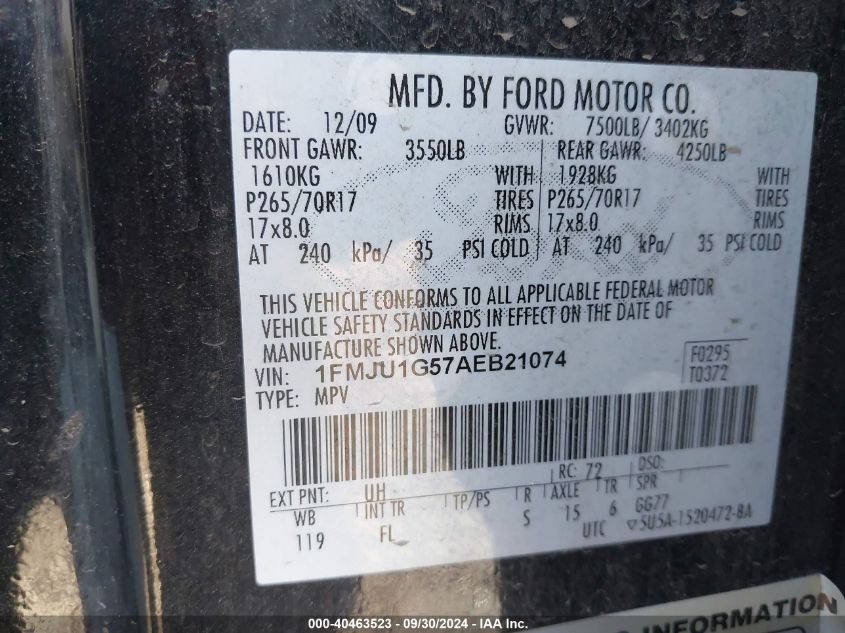 MFD. BY FORD MOTOR CO.
DATE: 12/09 GVWR: 7500LB/ 3402KG
FRONT GAWR: 3550LB REAR GAWR: 4250LB
1610KG WITH 1928KG WITH
P265/70R17 TIRES P265/70R17 TIRES
17x8.0 RIMS 17x8.0 RIMS
AT 240 kPa/ 35 PSI COLD AT 240 kPa/ 35 PSI COLD
THIS VEHICLE CONFORMS TO ALL APPLICABLE FEDERAL MOTOR
VEHICLE SAFETY STANDARDS IN EFFECT ON THE DATE OF
MANUFACTURE SHOWN ABOVE.
VIN: 1FMJU1G57AEB21074 F0295
TYPE: MPV T0372
EXT PNT: UH RC: 72 DSO:
WB INT TR TP/PS R AXLE TR SPR
119 FL S 15 6 GG77
UTC ▽5U5A-1520472-BA
INFORMATION
000-40463523 - 09/30/2024 - IAA Inc.